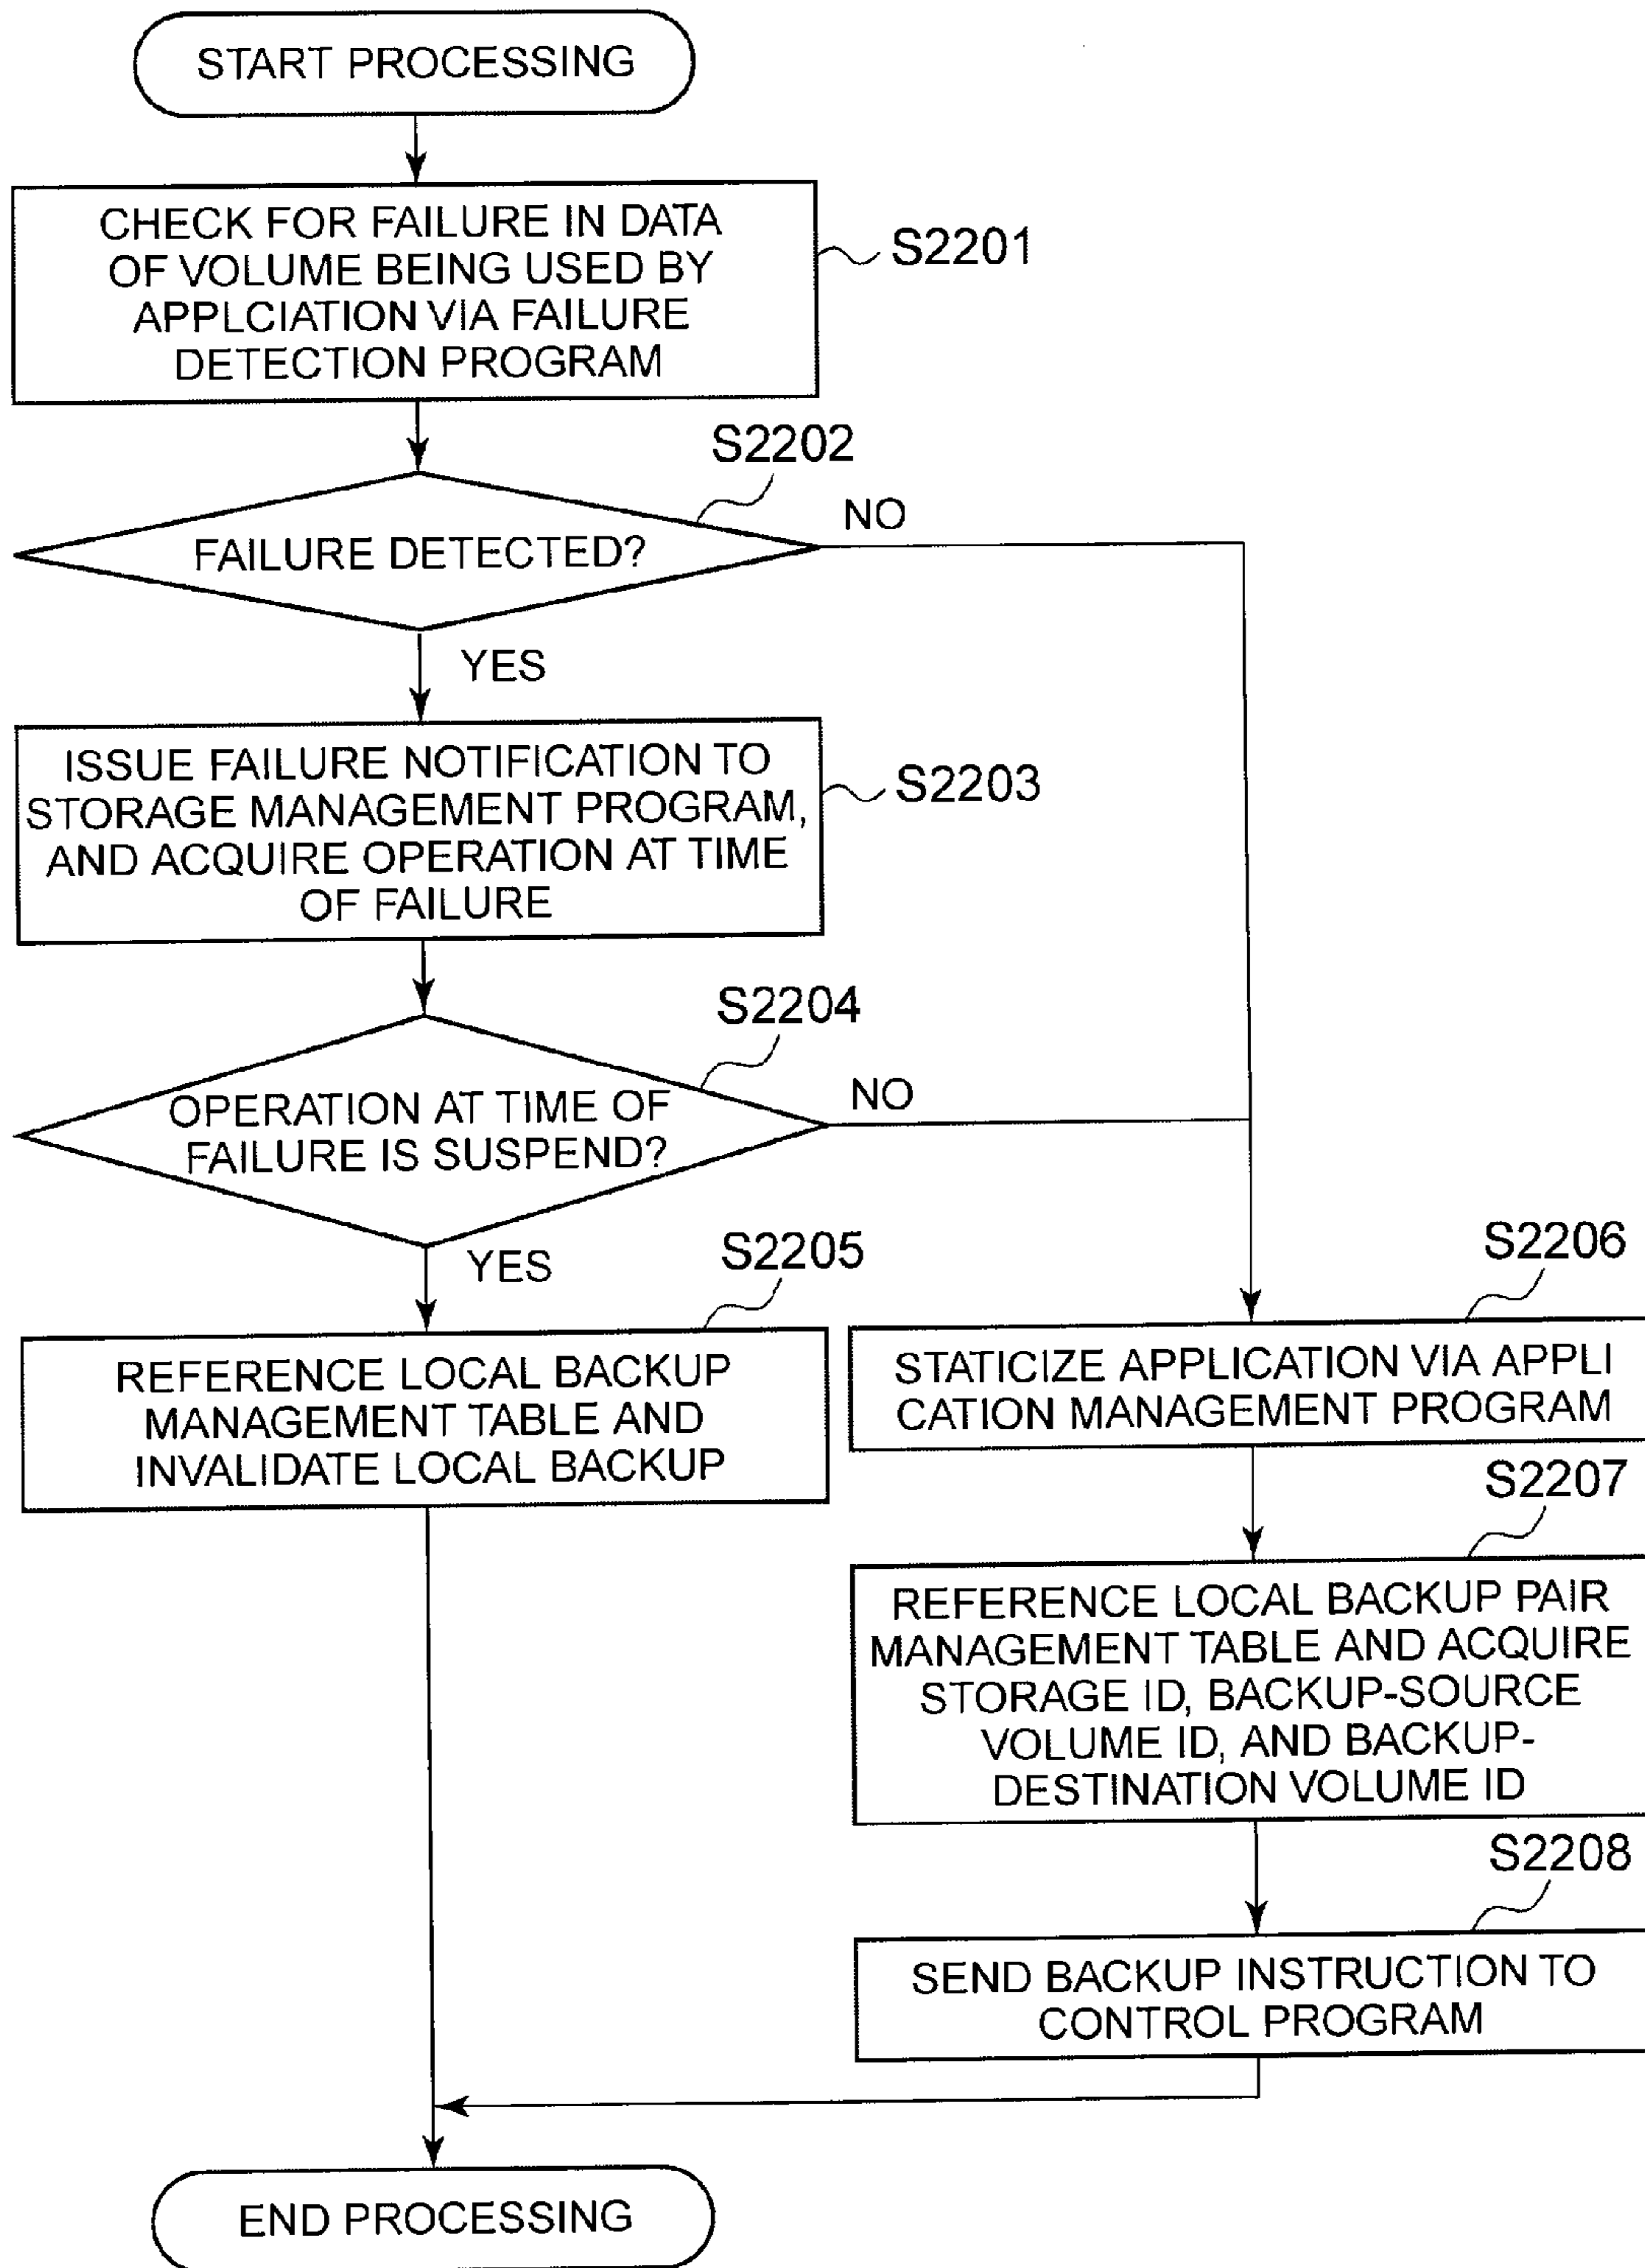 START PROCESSING
CHECK FOR FAILURE IN DATA
OF VOLUME BEING USED BY
APPLCIATION VIA FAILURE
DETECTION PROGRAM
S2201
S2202
FAILURE DETECTED?
NO
YES
ISSUE FAILURE NOTIFICATION TO
STORAGE MANAGEMENT PROGRAM,
AND ACQUIRE OPERATION AT TIME
OF FAILURE
S2203
S2204
OPERATION AT TIME OF
FAILURE IS SUSPEND?
NO
YES
S2205
REFERENCE LOCAL BACKUP
MANAGEMENT TABLE AND
INVALIDATE LOCAL BACKUP
S2206
STATICIZE APPLICATION VIA APPLI
CATION MANAGEMENT PROGRAM
S2207
REFERENCE LOCAL BACKUP PAIR
MANAGEMENT TABLE AND ACQUIRE
STORAGE ID, BACKUP-SOURCE
VOLUME ID, AND BACKUP-
DESTINATION VOLUME ID
S2208
SEND BACKUP INSTRUCTION TO
CONTROL PROGRAM
END PROCESSING